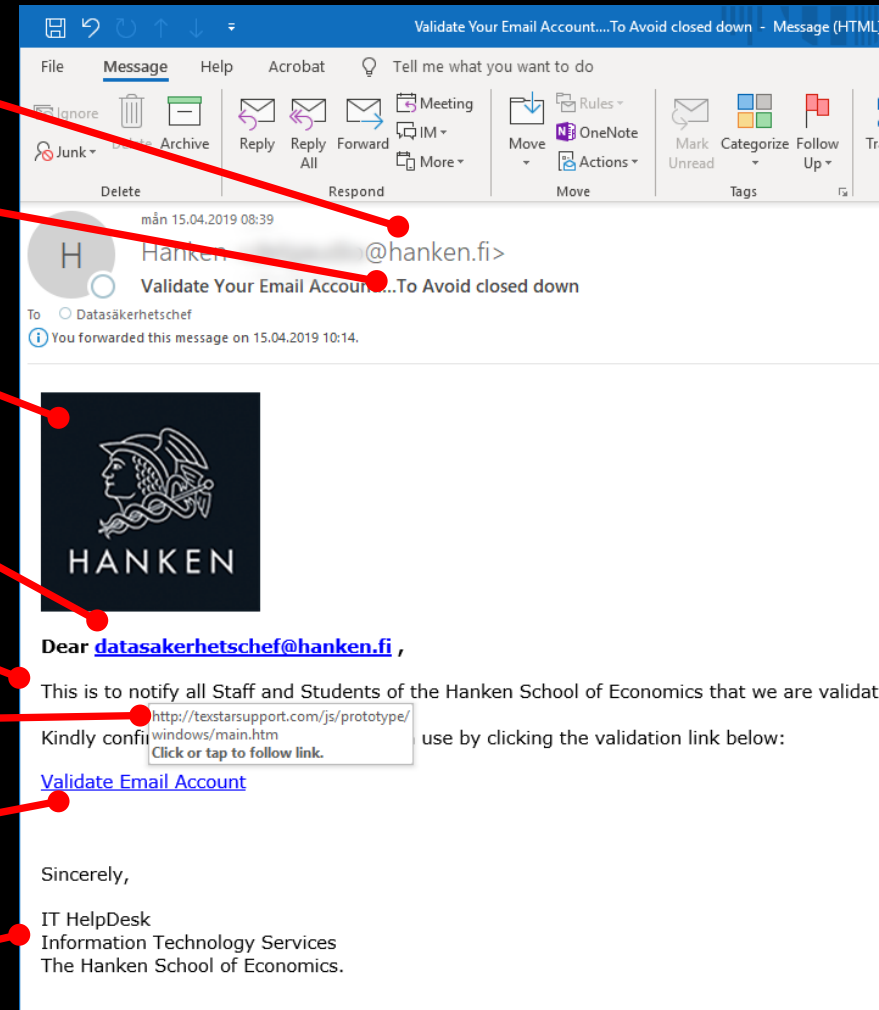 Validate Your Email Account....To Avoid closed down - Message (HTML)
File Message Help Acrobat Tell me what you want to do
Ignore
Junk
Delete
Archive
Reply
Reply All
Forward
Meeting
IM
More
Move
Rules
OneNote
Actions
Mark Unread
Categorize
Follow Up
Delete Respond Move Tags
mån 15.04.2019 08:39
H
Hanken @hanken.fi>
Validate Your Email Account....To Avoid closed down
To Datasäkerhetschef
You forwarded this message on 15.04.2019 10:14.
HANKEN
Dear datasakerhetschef@hanken.fi ,
This is to notify all Staff and Students of the Hanken School of Economics that we are
http://texstarsupport.com/js/prototype/
windows/main.htm
Click or tap to follow link.
Kindly use by clicking the validation link below:
Validate Email Account
Sincerely,
IT HelpDesk
Information Technology Services
The Hanken School of Economics.